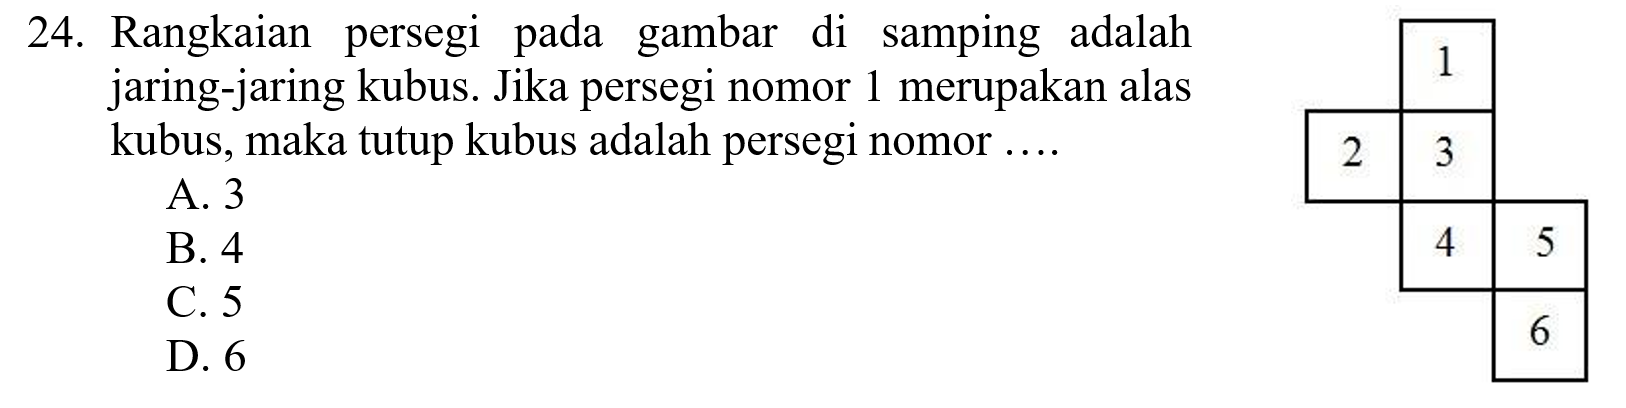 24. Rangkaian persegi pada gambar di samping adalah
jaring-jaring kubus. Jika persegi nomor 1 merupakan alas
kubus, maka tutup kubus adalah persegi nomor ....
A. 3
B. 4
C. 5
D. 6
1
2 3
4 5
6